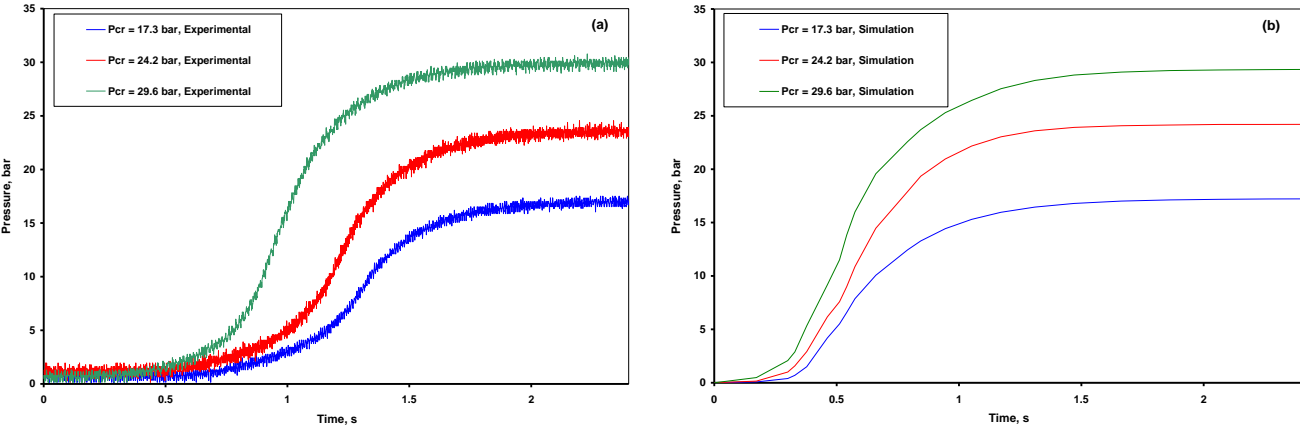 (a)
Pcr = 17.3 bar, Experimental
Pcr = 24.2 bar, Experimental
Pcr = 29.6 bar, Experimental
Pressure, bar
35
30
25
20
15
10
5
0
0
0.5
1
1.5
2
Time, s
(b)
Pcr = 17.3 bar, Simulation
Pcr = 24.2 bar, Simulation
Pcr = 29.6 bar, Simulation
Pressure, bar
35
30
25
20
15
10
5
0
0
0.5
1
1.5
2
Time, s